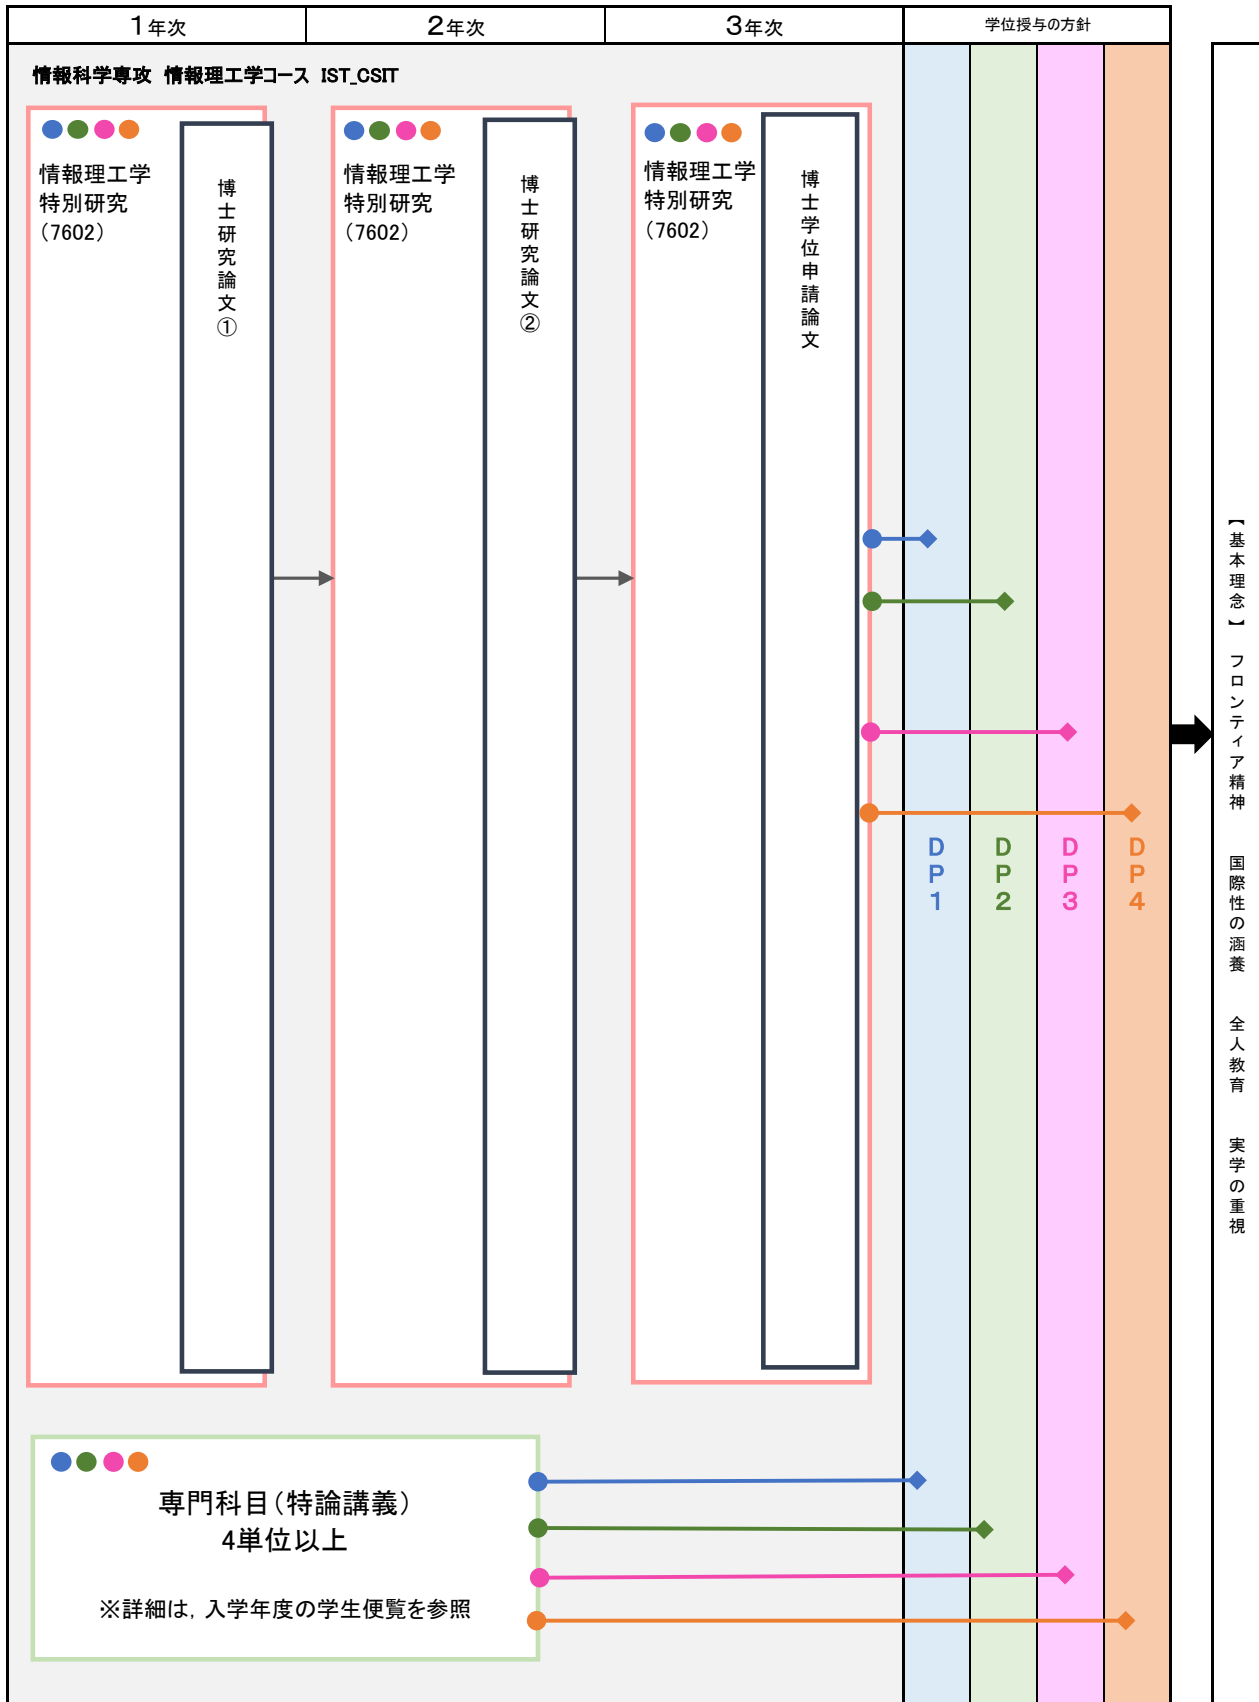 1年次
2年次
3年次
学位授与の方針
情報科学専攻 情報理工学コース IST_CSIT
情報理工学
特別研究
（7602）
博士研究論文①
情報理工学
特別研究
（7602）
博士研究論文②
情報理工学
特別研究
（7602）
博士学位申請論文
DP1
DP2
DP3
DP4
【基本理念】 フロンティア精神 国際性の涵養 全人教育 実学の重視
専門科目（特論講義）
4単位以上
※詳細は，入学年度の学生便覧を参照